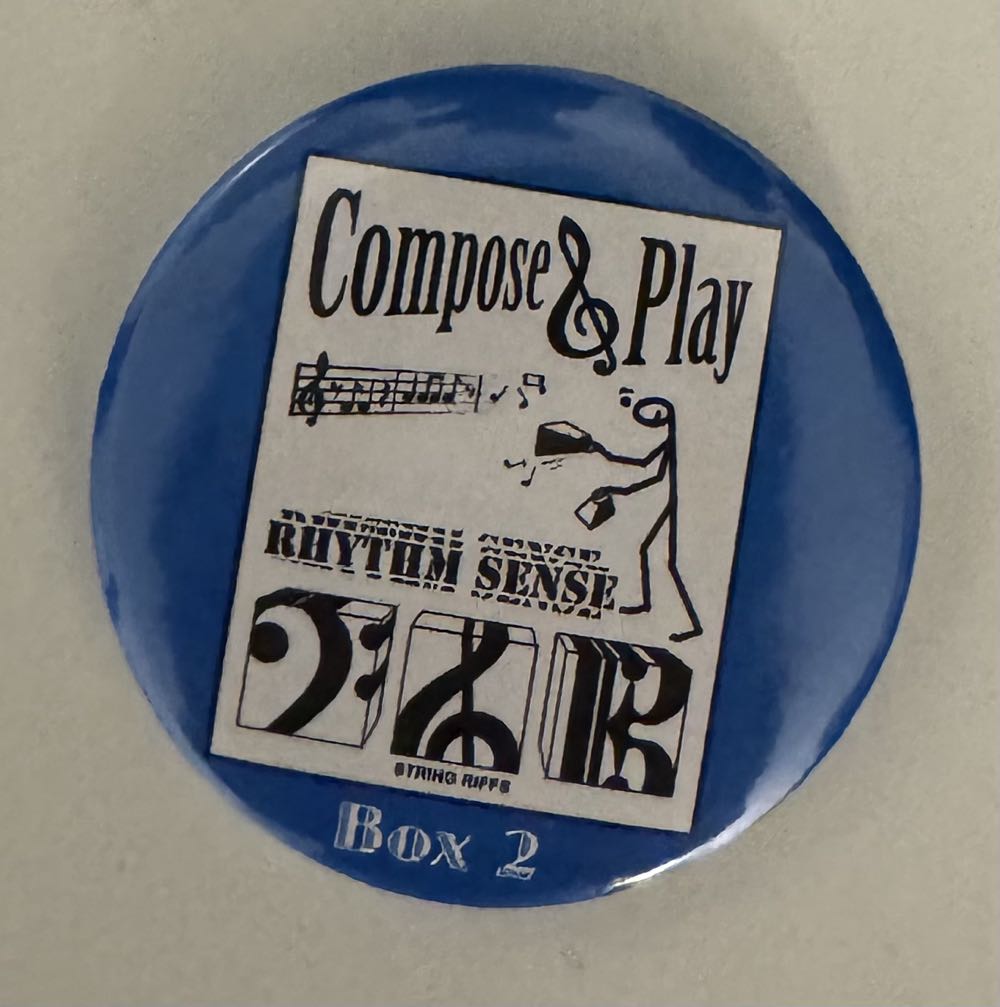 Compose & Play
RHYTHM SENSE
STRING RIFFS
Box 2